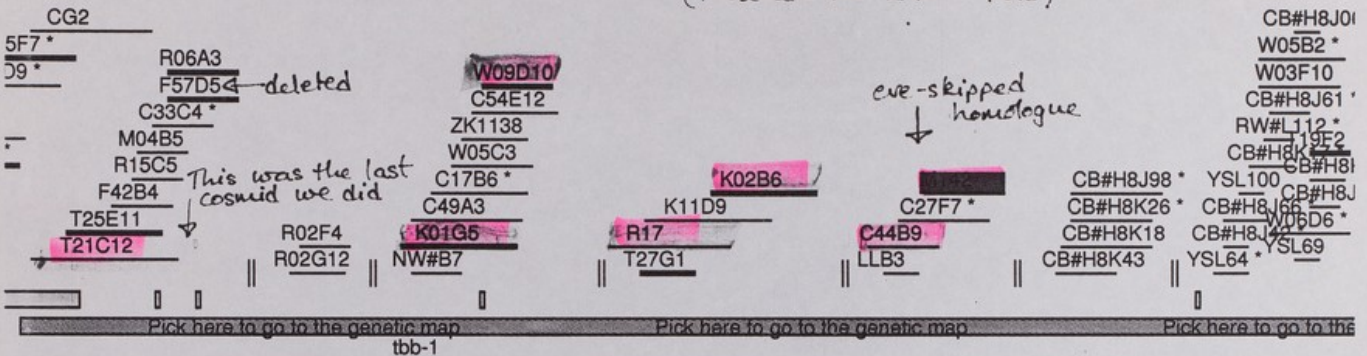 CG2
5F7 *
D9 *
R06A3
F57D5
deleted
C33C4 *
M04B5
R15C5
F42B4
T25E11
T21C12
This was the last
cosmid we did
R02F4
R02G12
W09D10
C54E12
ZK1138
W05C3
C17B6 *
C49A3
K01G5
NW#B7
K02B6
K11D9
R17
T27G1
eve-skipped
homologue
C27F7 *
C44B9
LLB3
CB#H8J98 *
CB#H8K26 *
CB#H8K18
CB#H8K43
W05B2 *
W03F10
CB#H8J61 *
RW#L112 *
YSL100
W06D6 *
YSL64 *
YSL69
Pick here to go to the genetic map
Pick here to go to the genetic map
Pick here to go to the
tbb-1